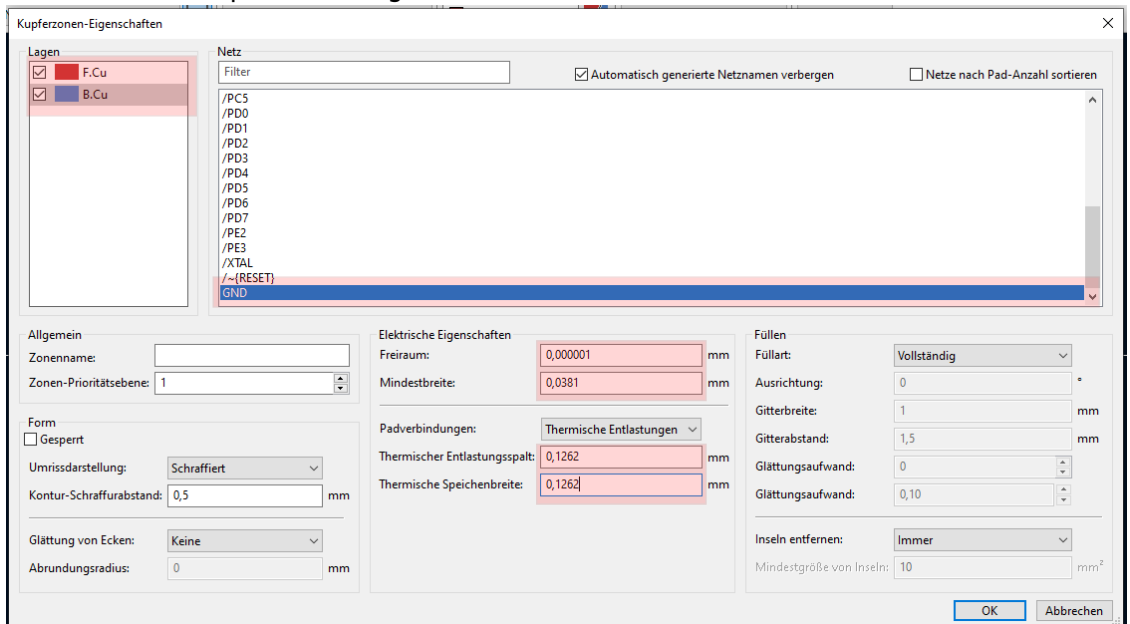 Kupferzonen-Eigenschaften
Lagen
F.Cu
B.Cu
Netz
Filter
Automatisch generierte Netznamen verbergen
Netze nach Pad-Anzahl sortieren
/PC5
/PD0
/PD1
/PD2
/PD3
/PD4
/PD5
/PD6
/PD7
/PE2
/PE3
/XTAL
/~{RESET}
GND
Allgemein
Zonenname:
Zonen-Prioritätsebene: 1
Form
Gesperrt
Umrissdarstellung: Schraffiert
Kontur-Schraffurabstand: 0,5 mm
Glättung von Ecken: Keine
Abrundungsradius: 0 mm
Elektrische Eigenschaften
Freiraum: 0,000001 mm
Mindestbreite: 0,0381 mm
Padverbindungen: Thermische Entlastungen
Thermischer Entlastungsspalt: 0,1262 mm
Thermische Speichenbreite: 0,1262 mm
Füllen
Füllart: Vollständig
Ausrichtung: 0 °
Gitterbreite: 1 mm
Gitterabstand: 1,5 mm
Glättungsaufwand: 0
Glättungsaufwand: 0,10
Inseln entfernen: Immer
Mindestgröße von Inseln: 10 mm²
OK Abbrechen